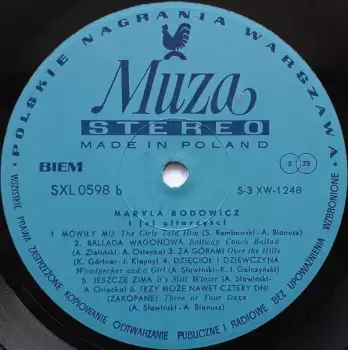 POLSKIE NAGRANIA WARSZAWA
Muza
STEREO
MADE IN POLAND
BIEM
S 33
SXL 0598 B
S-3 XW-1248
MARYLA RODOWICZ
i jej gitarzyści
1 MÓWIŁY MU The Girls Told Him (S. Rembowski - A. Bianusz)
2. BALLADA WAGONOWA Railway Coach Ballad
(A. Zieliński - A. Osiecka) 3. ZA GÓRAMI Over the Hills
(K. Gärtner - J. Kleyny) 4. DZIĘCIOŁ I DZIEWCZYNA
Woodpecker and a Girl (A. Sławiński - K. I. Gałczyński)
5. JESZCZE ZIMA It's Still Winter (A. Sławiński -
A. Osiecka) 6. TRZY MOŻE NAWET CZTERY DNI
(ZAKOPANE) Three or Four Days
(A. Sławiński - A. Bianusz)
WSZYSTKIE PRAWA ZASTRZEŻONE KOPIOWANIE ODTWARZANIE PUBLICZNE I RADIOWE BEZ UPOWAŻNIENIA WZBRONIONE